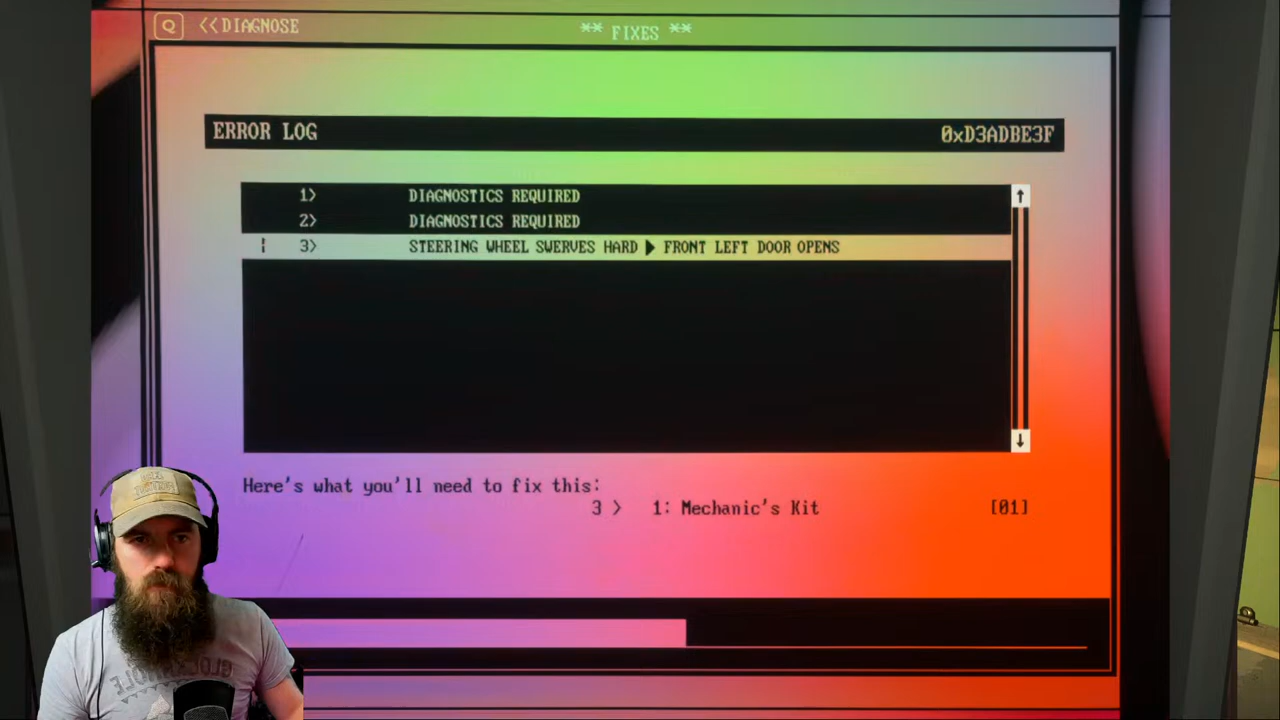 Q <<DIAGNOSE
** FIXES **
ERROR LOG 0xD3ADBE3F
1> DIAGNOSTICS REQUIRED
2> DIAGNOSTICS REQUIRED
¦ 3> STEERING WHEEL SWERVES HARD ▶ FRONT LEFT DOOR OPENS
Here's what you'll need to fix this:
3 > 1: Mechanic's Kit [01]